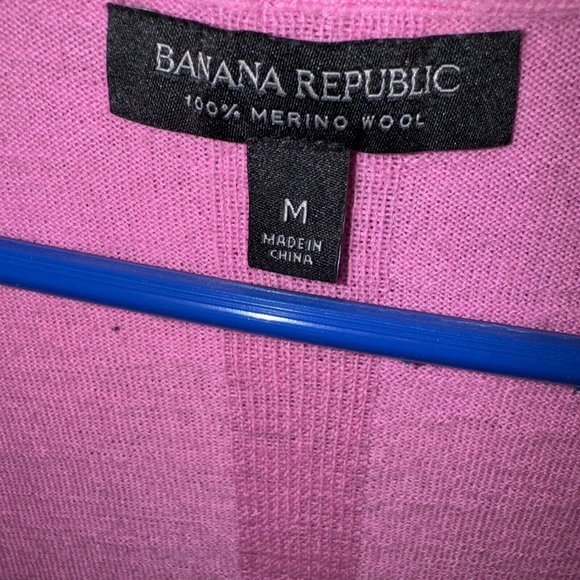 BANANA REPUBLIC
100% MERINO WOOL
M
MADE IN
CHINA